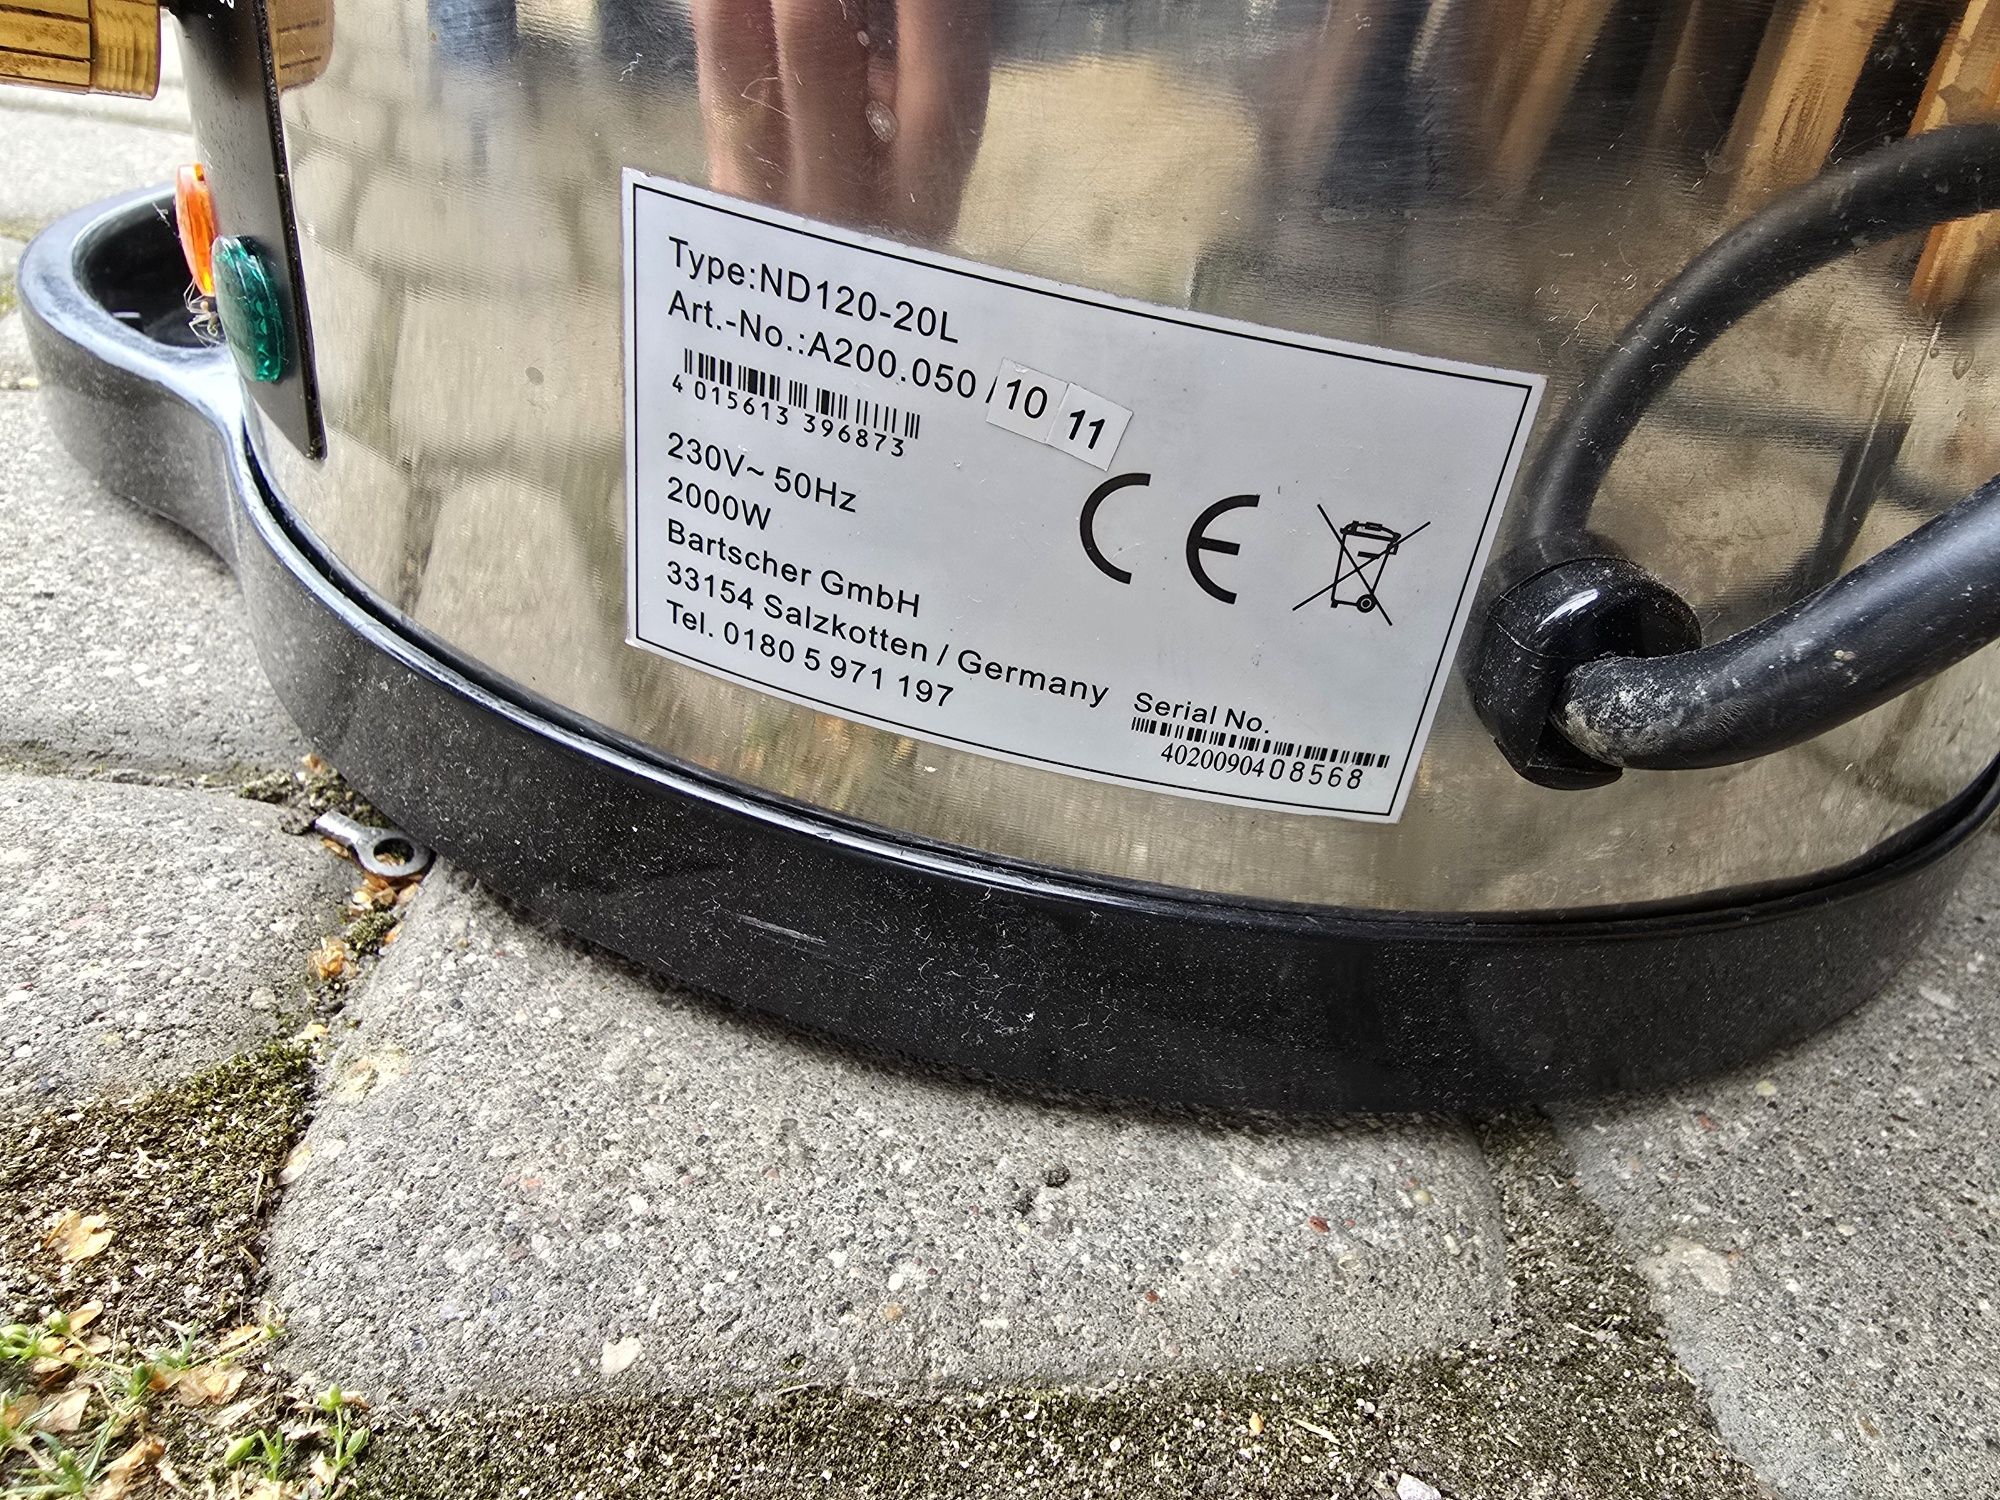 Type:ND120-20L
Art.-No.:A200.050 / 10 11
4 015613 396873
230V~ 50Hz
2000W
Bartscher GmbH
33154 Salzkotten / Germany
Tel. 0180 5 971 197
CE
Serial No.
4020090408568